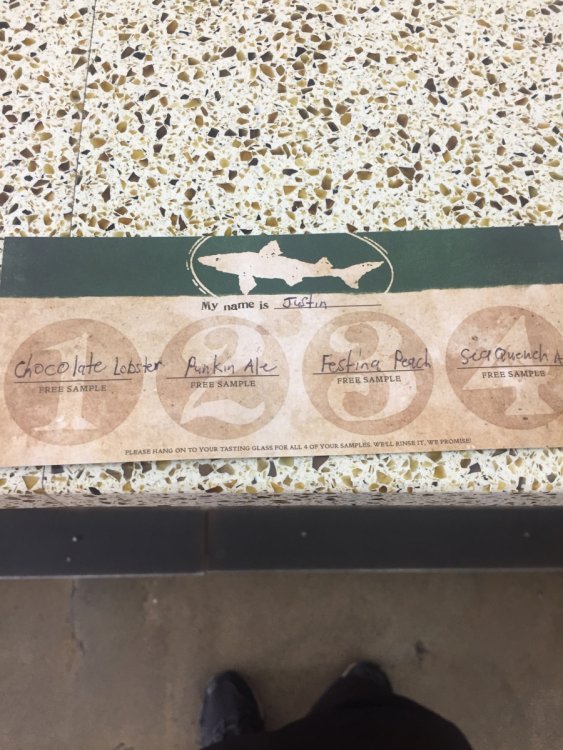 My name is Justin
1 2 3 4
Chocolate Lobster Punkin Ale Festina Peach SeaQuench A
FREE SAMPLE FREE SAMPLE FREE SAMPLE FREE SAMPLE
PLEASE HANG ON TO YOUR TASTING GLASS FOR ALL 4 OF YOUR SAMPLES. WE'LL RINSE IT, WE PROMISE!